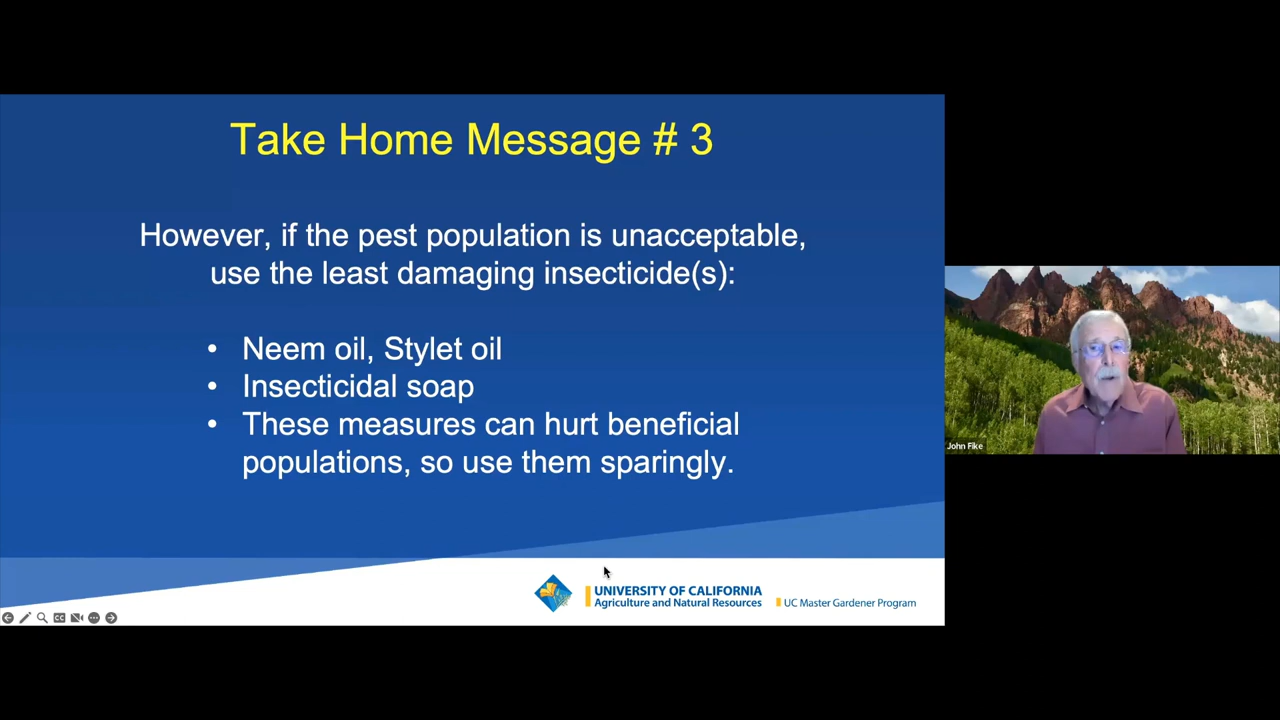 Take Home Message # 3
However, if the pest population is unacceptable,
use the least damaging insecticide(s):
• Neem oil, Stylet oil
• Insecticidal soap
• These measures can hurt beneficial
populations, so use them sparingly.
John Fike
UNIVERSITY OF CALIFORNIA
Agriculture and Natural Resources
UC Master Gardener Program
CC